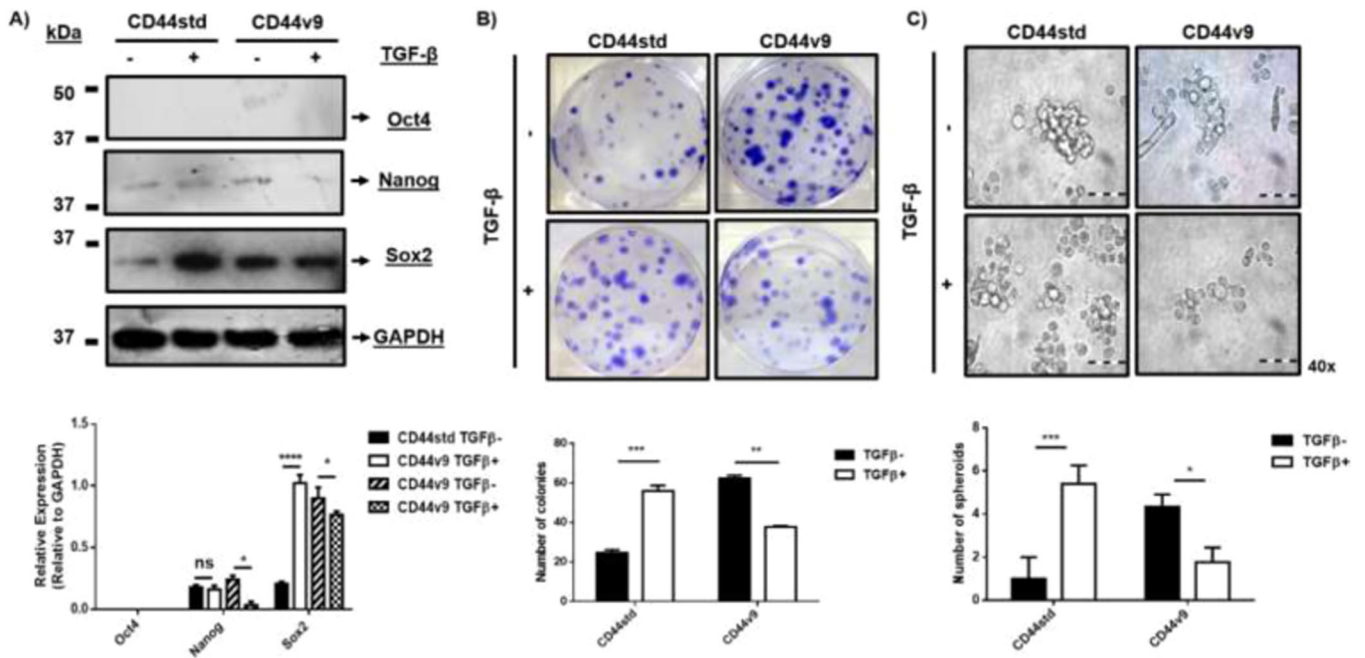 A)
kDa
CD44std CD44v9
- + - + TGF-β
50
Oct4
37
Nanog
37
37
Sox2
37
GAPDH
Relative Expression
(Relative to GAPDH)
1.5
1.0
0.5
0.0
ns
*
****
*
Oct4 Nanog Sox2
CD44std TGFβ-
CD44v9 TGFβ+
CD44v9 TGFβ-
CD44v9 TGFβ+
B)
CD44std CD44v9
TGF-β
-
+
Number of colonies
80
60
40
20
0
*** **
CD44std CD44v9
TGFβ-
TGFβ+
C)
CD44std CD44v9
TGF-β
-
+
40x
Number of spheroids
8
6
4
2
0
*** *
CD44std CD44v9
TGFβ-
TGFβ+